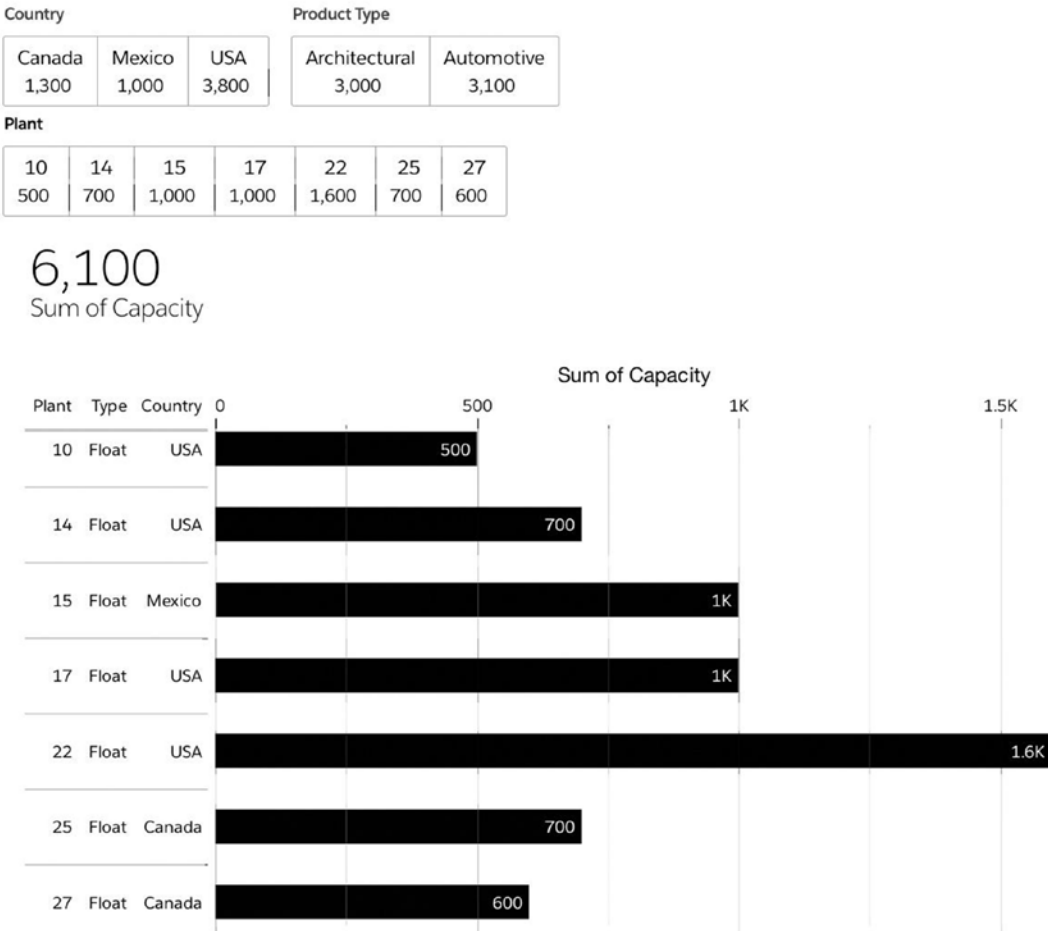 Country Product Type
Canada Mexico USA Architectural Automotive
1,300 1,000 3,800 3,000 3,100
Plant
10 14 15 17 22 25 27
500 700 1,000 1,000 1,600 700 600
6,100
Sum of Capacity
Sum of Capacity
Plant Type Country 0 500 1K 1.5K
10 Float USA 500
14 Float USA 700
15 Float Mexico 1K
17 Float USA 1K
22 Float USA 1.6K
25 Float Canada 700
27 Float Canada 600